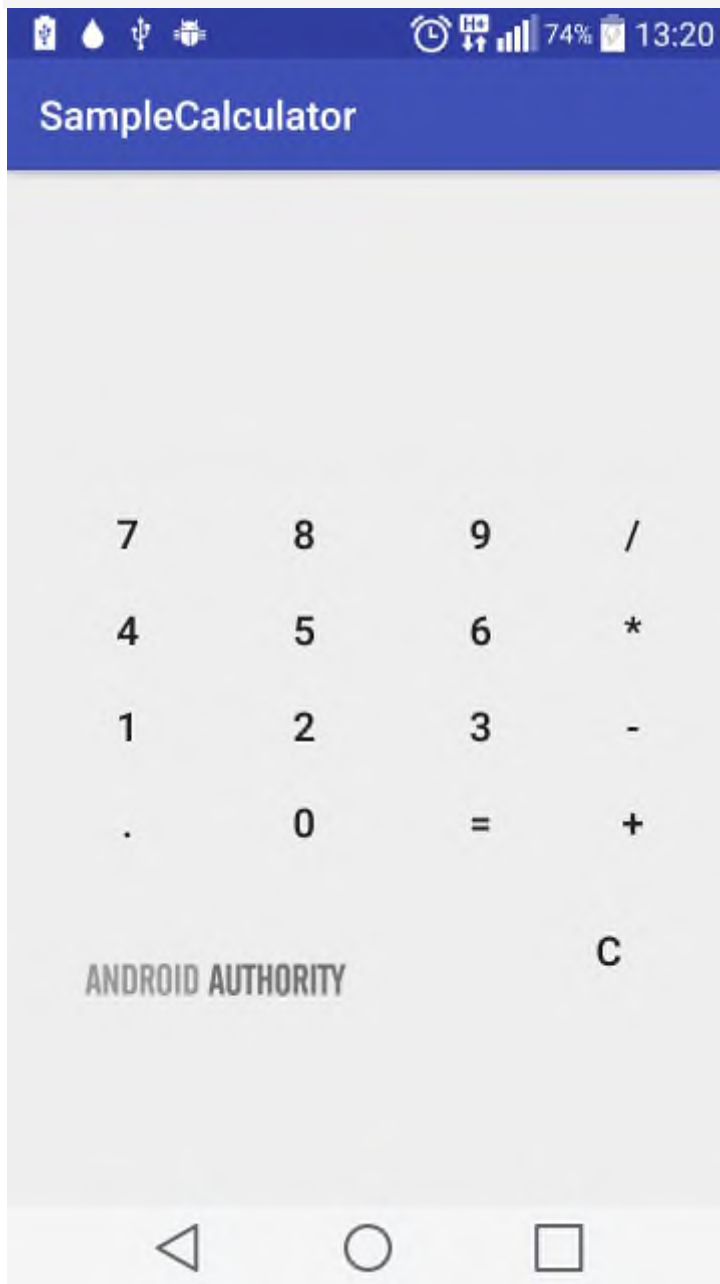 H+ 74% 13:20
SampleCalculator
7 8 9 /
4 5 6 *
1 2 3 -
. 0 = +
C
ANDROID AUTHORITY